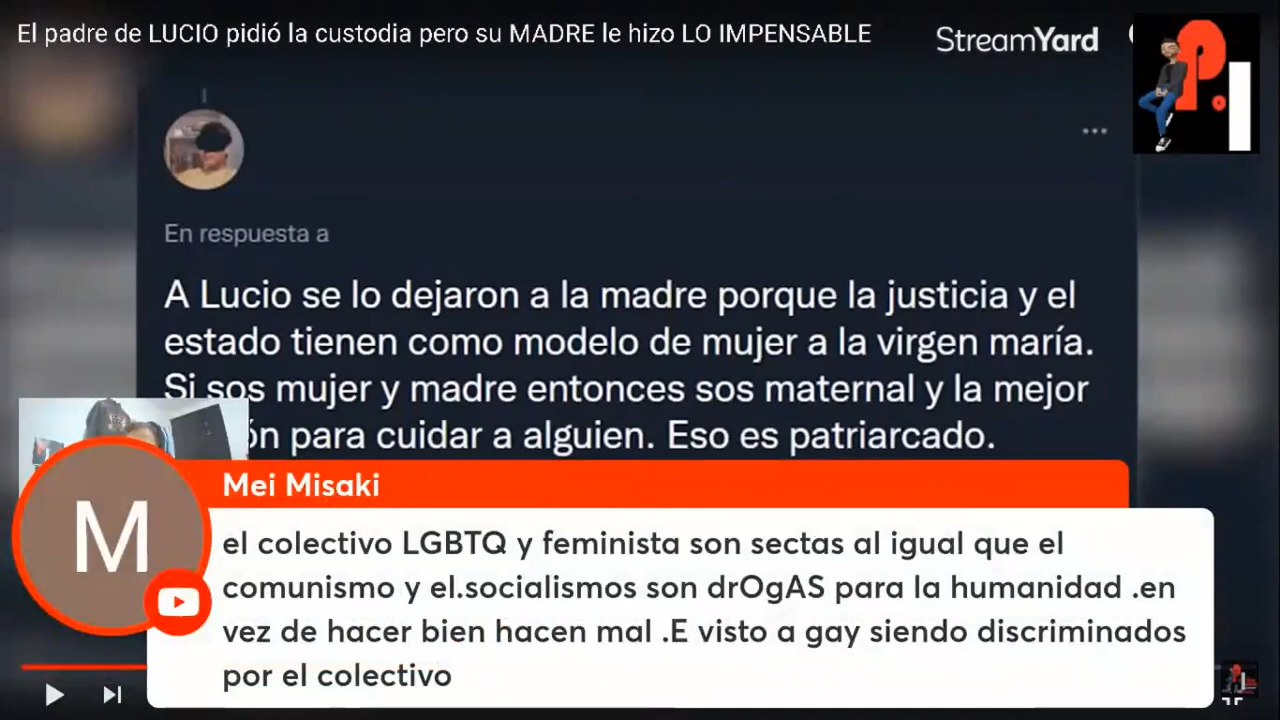 El padre de LUCIO pidió la custodia pero su MADRE le hizo LO IMPENSABLE
StreamYard
P.I
En respuesta a
A Lucio se lo dejaron a la madre porque la justicia y el
estado tienen como modelo de mujer a la virgen maría.
Si sos mujer y madre entonces sos maternal y la mejor
ón para cuidar a alguien. Eso es patriarcado.
Mei Misaki
M
el colectivo LGBTQ y feminista son sectas al igual que el
comunismo y el.socialismos son drOgAS para la humanidad .en
vez de hacer bien hacen mal .E visto a gay siendo discriminados
por el colectivo